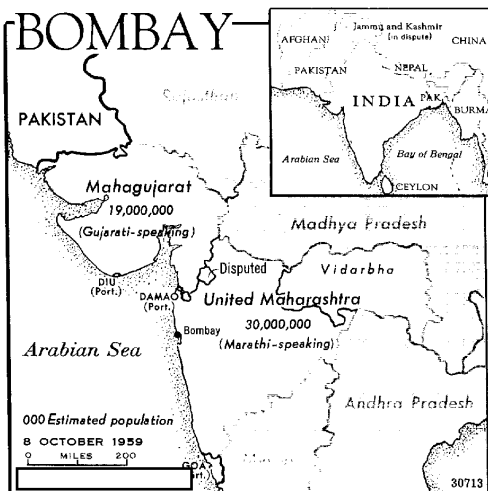 BOMBAY
AFGHAN.
Jammu and Kashmir
(in dispute)
CHINA
PAKISTAN
NEPAL
INDIA
PAK.
BURMA
Arabian Sea
Bay of Bengal
CEYLON
Rajasthan
PAKISTAN
Mahagujarat
19,000,000
(Gujarati-speaking)
Madhya Pradesh
Disputed
Vidarbha
DIU
(Port.)
DAMAO
(Port.)
United Maharashtra
30,000,000
(Marathi-speaking)
Bombay
Arabian Sea
Andhra Pradesh
000 Estimated population
8 OCTOBER 1959
0 MILES 200
GOA
30713